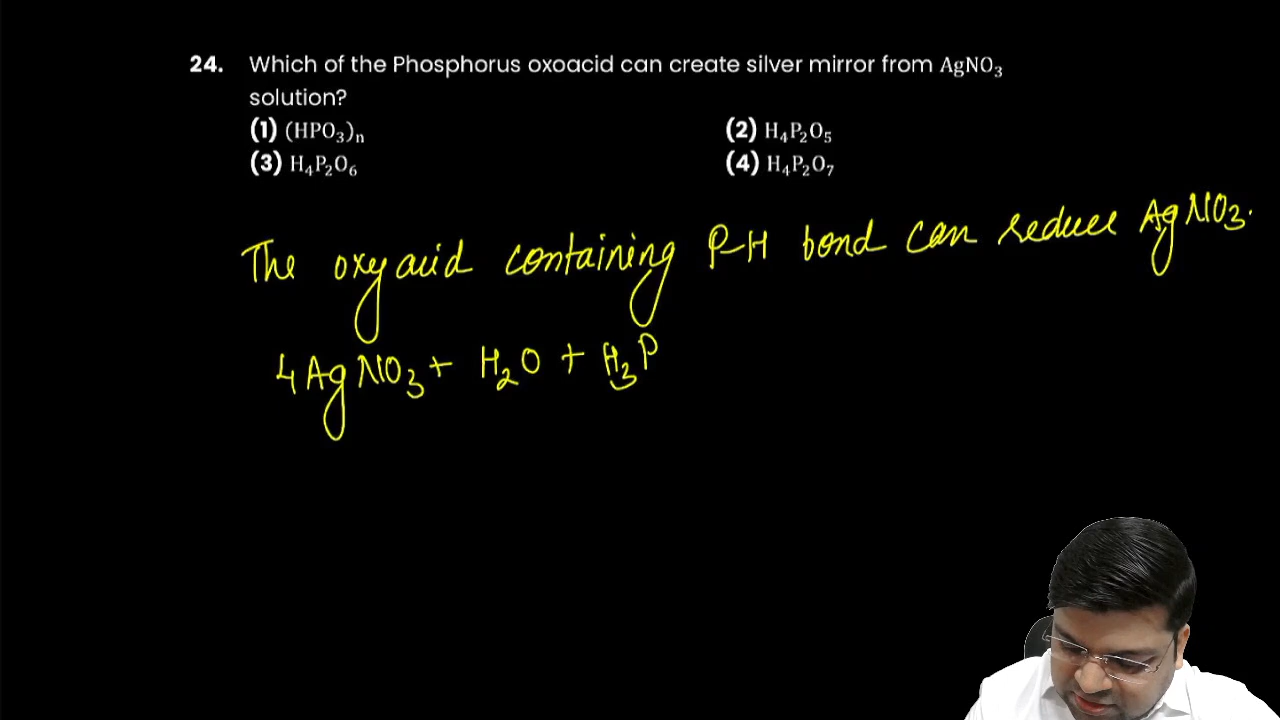 24. Which of the Phosphorus oxoacid can create silver mirror from AgNO₃
solution?
(1) (HPO₃)ₙ (2) H₄P₂O₅
(3) H₄P₂O₆ (4) H₄P₂O₇
The oxyacid containing P-H bond can reduce AgNO₃.
4AgNO₃ + H₂O + H₃P